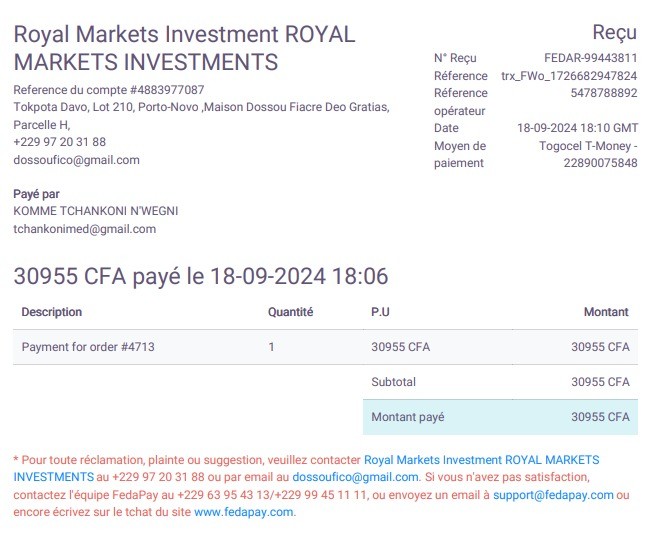 Royal Markets Investment ROYAL
MARKETS INVESTMENTS
Reference du compte #4883977087
Tokpota Davo, Lot 210, Porto-Novo ,Maison Dossou Fiacre Deo Gratias,
Parcelle H,
+229 97 20 31 88
dossoufico@gmail.com
Payé par
KOMME TCHANKONI N'WEGNI
tchankonimed@gmail.com
Reçu
N° Reçu FEDAR-99443811
Réference trx_FWo_1726682947824
Réference 5478788892
opérateur
Date 18-09-2024 18:10 GMT
Moyen de Togocel T-Money -
paiement 22890075848
30955 CFA payé le 18-09-2024 18:06
Description Quantité P.U Montant
Payment for order #4713 1 30955 CFA 30955 CFA
Subtotal 30955 CFA
Montant payé 30955 CFA
* Pour toute réclamation, plainte ou suggestion, veuillez contacter Royal Markets Investment ROYAL MARKETS
INVESTMENTS au +229 97 20 31 88 ou par email au dossoufico@gmail.com. Si vous n'avez pas satisfaction,
contactez l'équipe FedaPay au +229 63 95 43 13/+229 99 45 11 11, ou envoyez un email à support@fedapay.com ou
encore écrivez sur le tchat du site www.fedapay.com.